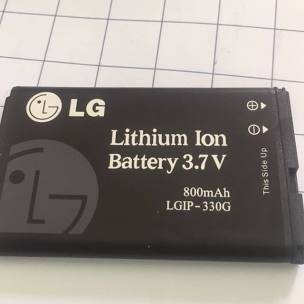 LG
Lithium Ion
Battery 3.7 V
800mAh
LGIP-330G
This Side Up